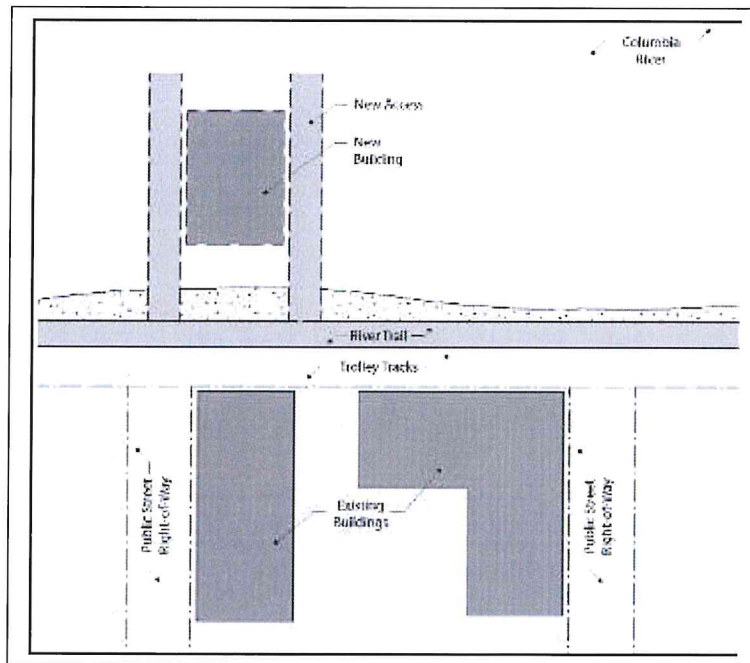 Columbia
River
New Access
New
Building
River Trail
Trolley Tracks
Public Street
Right-of-Way
Existing
Buildings
Public Street
Right-of-Way